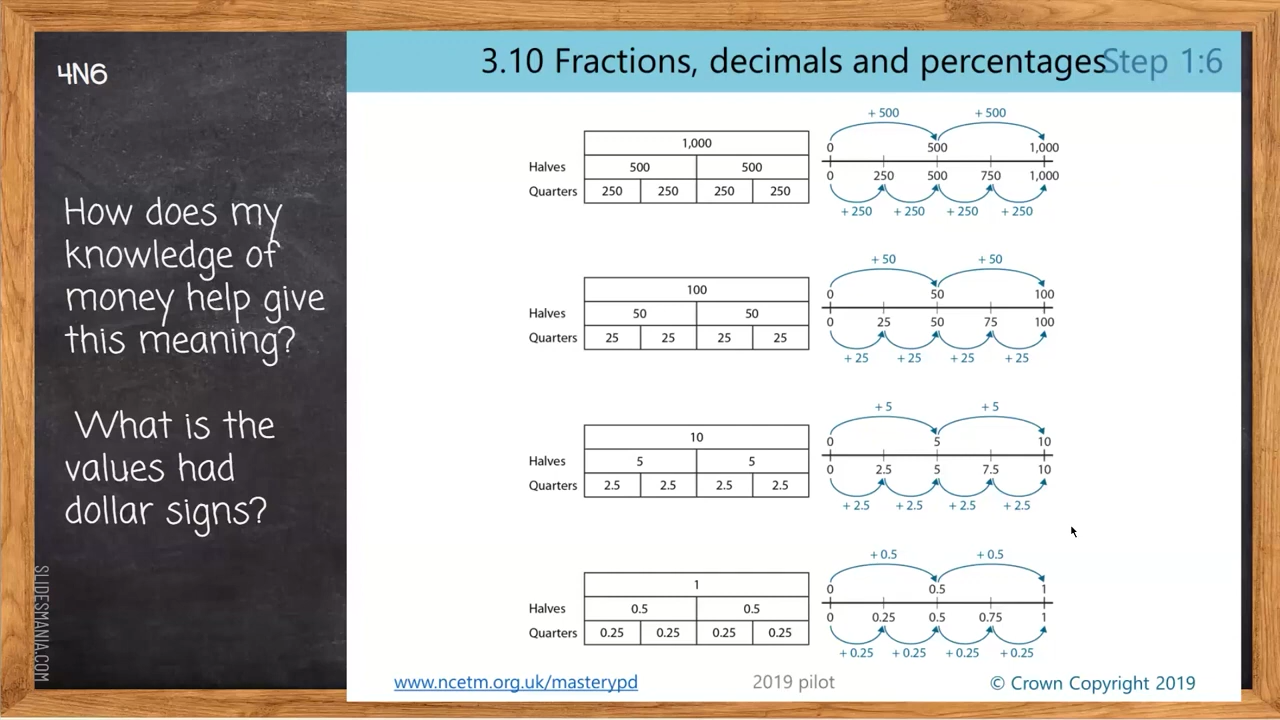 4N6
How does my
knowledge of
money help give
this meaning?
What is the
values had
dollar signs?
SLIDESMANIA.COM
3.10 Fractions, decimals and percentages Step 1:6
1,000
Halves 500 500
Quarters 250 250 250 250
+ 500 + 500
0 500 1,000
0 250 500 750 1,000
+ 250 + 250 + 250 + 250
100
Halves 50 50
Quarters 25 25 25 25
+ 50 + 50
0 50 100
0 25 50 75 100
+ 25 + 25 + 25 + 25
10
Halves 5 5
Quarters 2.5 2.5 2.5 2.5
+ 5 + 5
0 5 10
0 2.5 5 7.5 10
+ 2.5 + 2.5 + 2.5 + 2.5
1
Halves 0.5 0.5
Quarters 0.25 0.25 0.25 0.25
+ 0.5 + 0.5
0 0.5 1
0 0.25 0.5 0.75 1
+ 0.25 + 0.25 + 0.25 + 0.25
www.ncetm.org.uk/masterypd 2019 pilot © Crown Copyright 2019